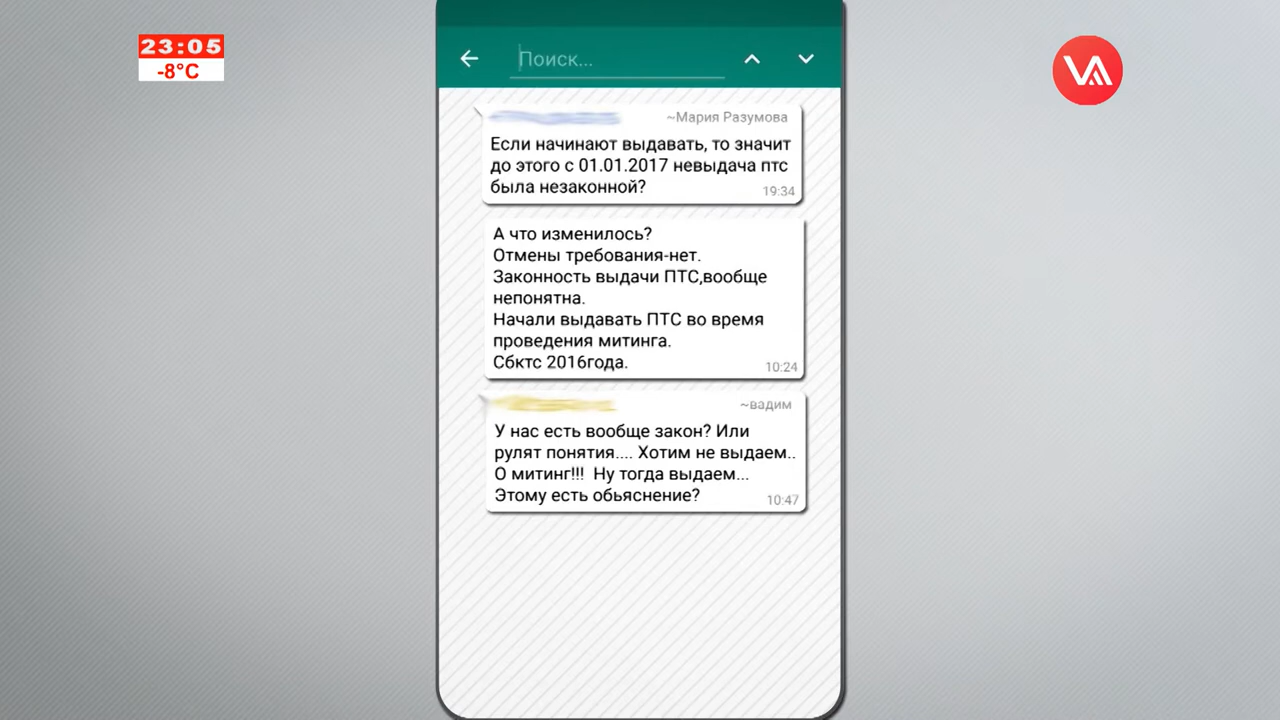 23:05
-8°C
Поиск...
~Мария Разумова
Если начинают выдавать, то значит
до этого с 01.01.2017 невыдача птс
была незаконной?
19:34
А что изменилось?
Отмены требования-нет.
Законность выдачи ПТС,вообще
непонятна.
Начали выдавать ПТС во время
проведения митинга.
Сбктс 2016года.
10:24
~вадим
У нас есть вообще закон? Или
рулят понятия.... Хотим не выдаем..
О митинг!!! Ну тогда выдаем...
Этому есть обьяснение?
10:47